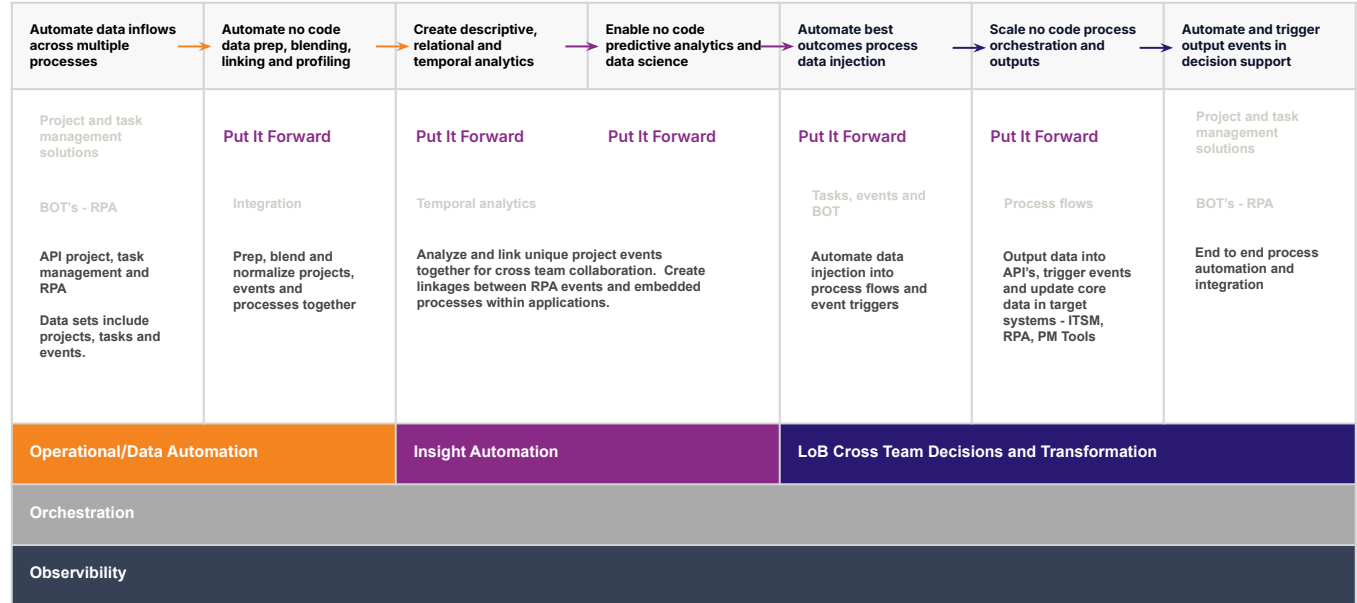 Automate data inflows
across multiple
processes
Automate no code
data prep, blending,
linking and profiling
Create descriptive,
relational and
temporal analytics
Enable no code
predictive analytics and
data science
Automate best
outcomes process
data injection
Scale no code process
orchestration and
outputs
Automate and trigger
output events in
decision support
Project and task
management
solutions
Put It Forward
Put It Forward
Put It Forward
Put It Forward
Put It Forward
Project and task
management
solutions
BOT's - RPA
Integration
Temporal analytics
Tasks, events and
BOT
Process flows
BOT's - RPA
API project, task
management and
RPA
Data sets include
projects, tasks and
events.
Prep, blend and
normalize projects,
events and
processes together
Analyze and link unique project events
together for cross team collaboration.  Create
linkages between RPA events and embedded
processes within applications.
Automate data
injection into
process flows and
event triggers
Output data into
API's, trigger events
and update core
data in target
systems - ITSM,
RPA, PM Tools
End to end process
automation and
integration
Operational/Data Automation
Insight Automation
LoB Cross Team Decisions and Transformation
Orchestration
Observibility